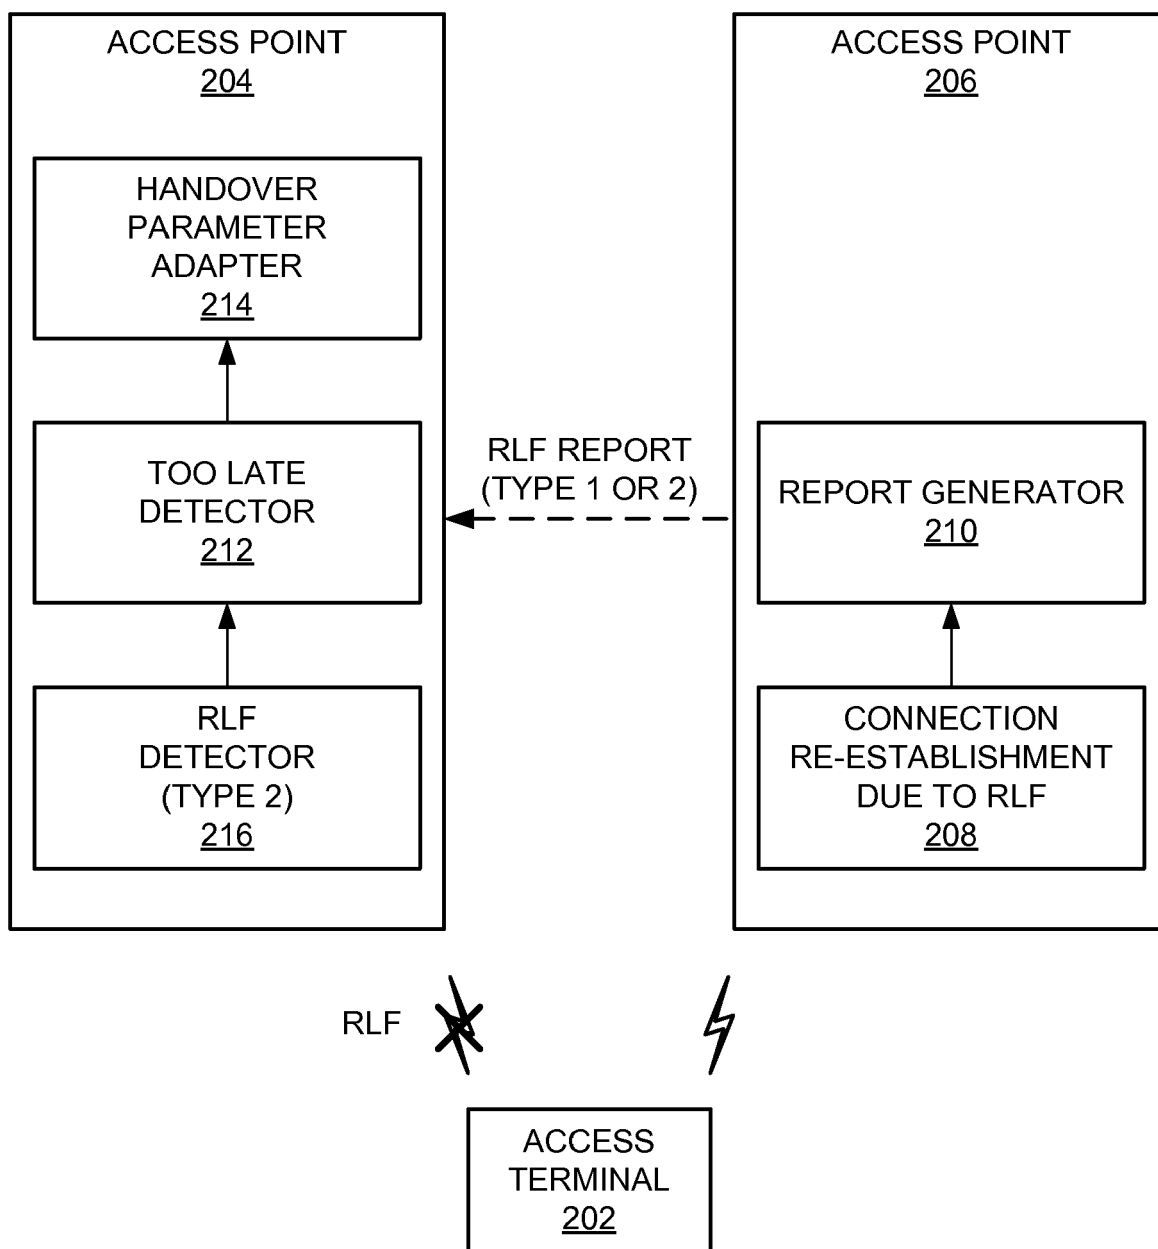 ACCESS POINT
204
HANDOVER
PARAMETER
ADAPTER
214
TOO LATE
DETECTOR
212
RLF
DETECTOR
(TYPE 2)
216
RLF REPORT
(TYPE 1 OR 2)
ACCESS POINT
206
REPORT GENERATOR
210
CONNECTION
RE-ESTABLISHMENT
DUE TO RLF
208
RLF
ACCESS
TERMINAL
202